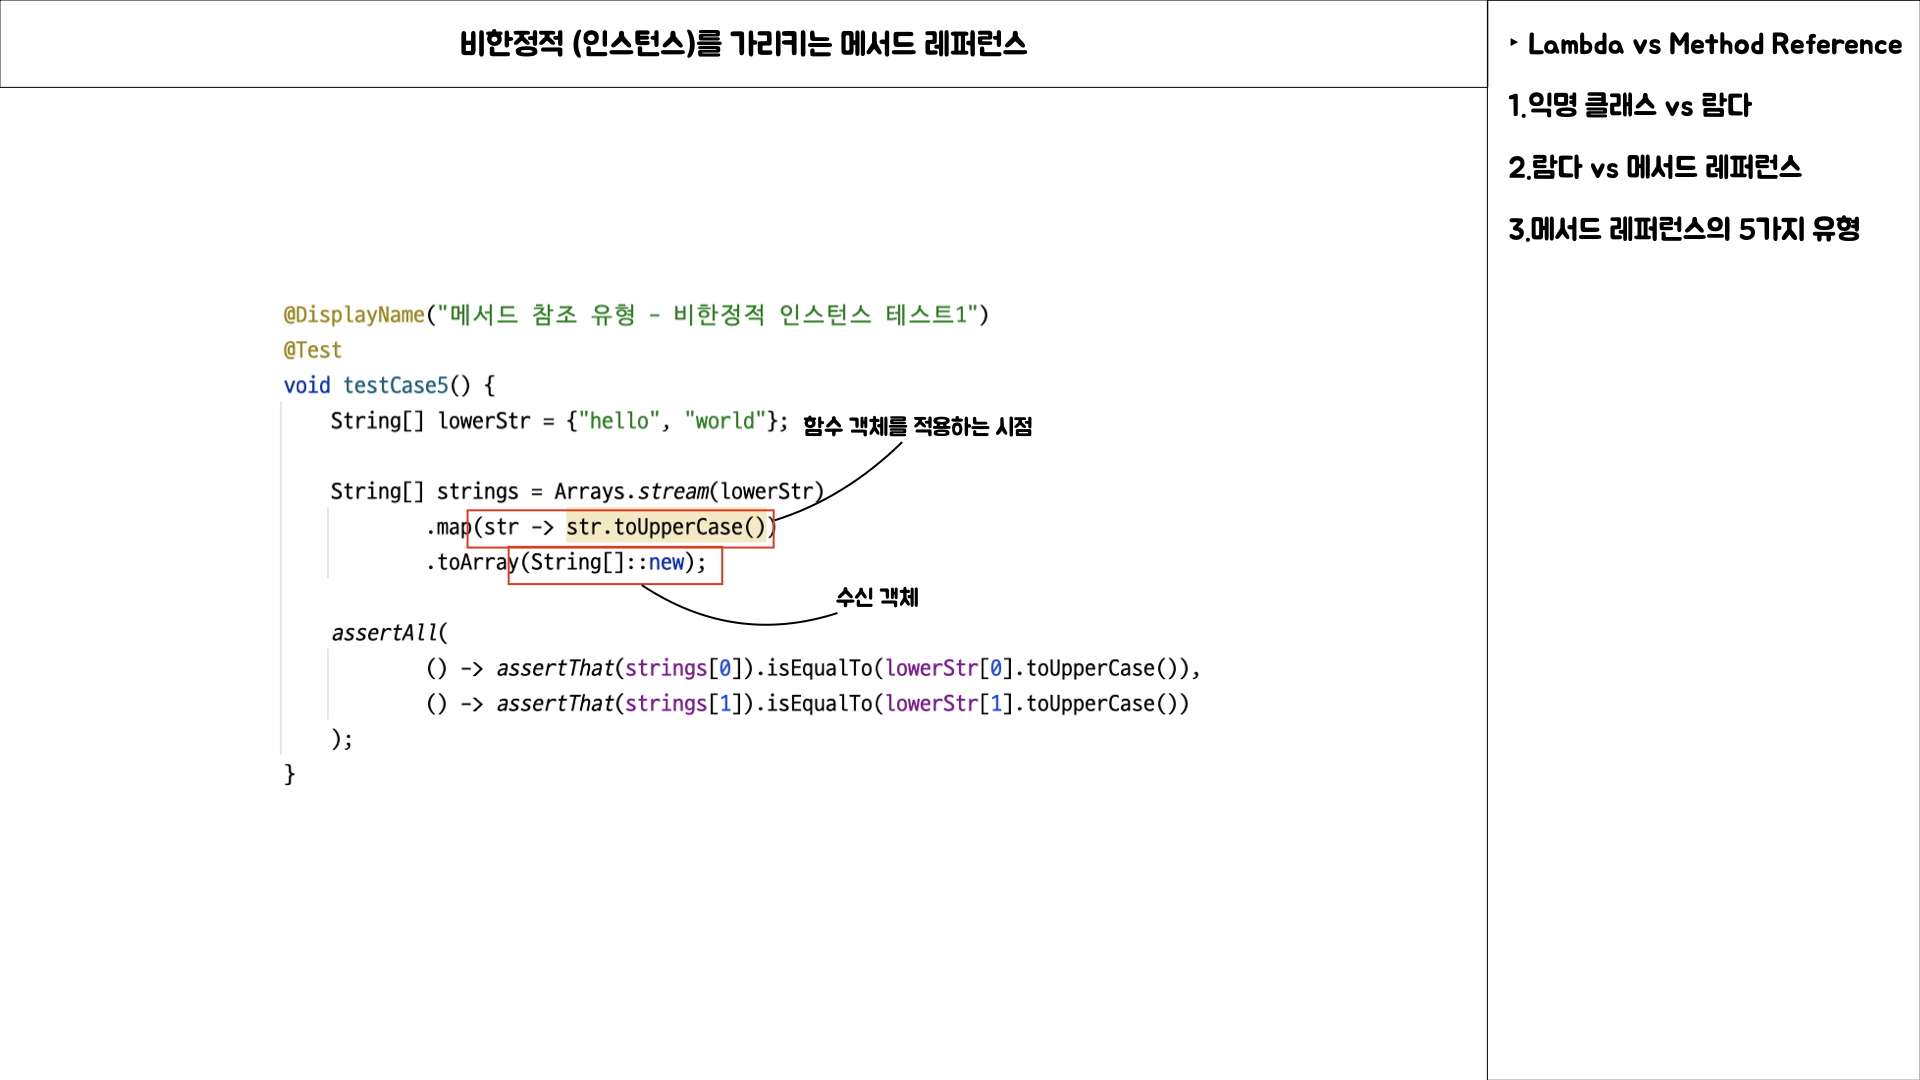 비한정적 (인스턴스)를 가리키는 메서드 레퍼런스
‣ Lambda vs Method Reference
1.익명 클래스 vs 람다
2.람다 vs 메서드 레퍼런스
3.메서드 레퍼런스의 5가지 유형
@DisplayName("메서드 참조 유형 - 비한정적 인스턴스 테스트1")
@Test
void testCase5() {
String[] lowerStr = {"hello", "world"};
함수 객체를 적용하는 시점
String[] strings = Arrays.stream(lowerStr)
.map(str -> str.toUpperCase())
.toArray(String[]::new);
수신 객체
assertAll(
() -> assertThat(strings[0]).isEqualTo(lowerStr[0].toUpperCase()),
() -> assertThat(strings[1]).isEqualTo(lowerStr[1].toUpperCase())
);
}